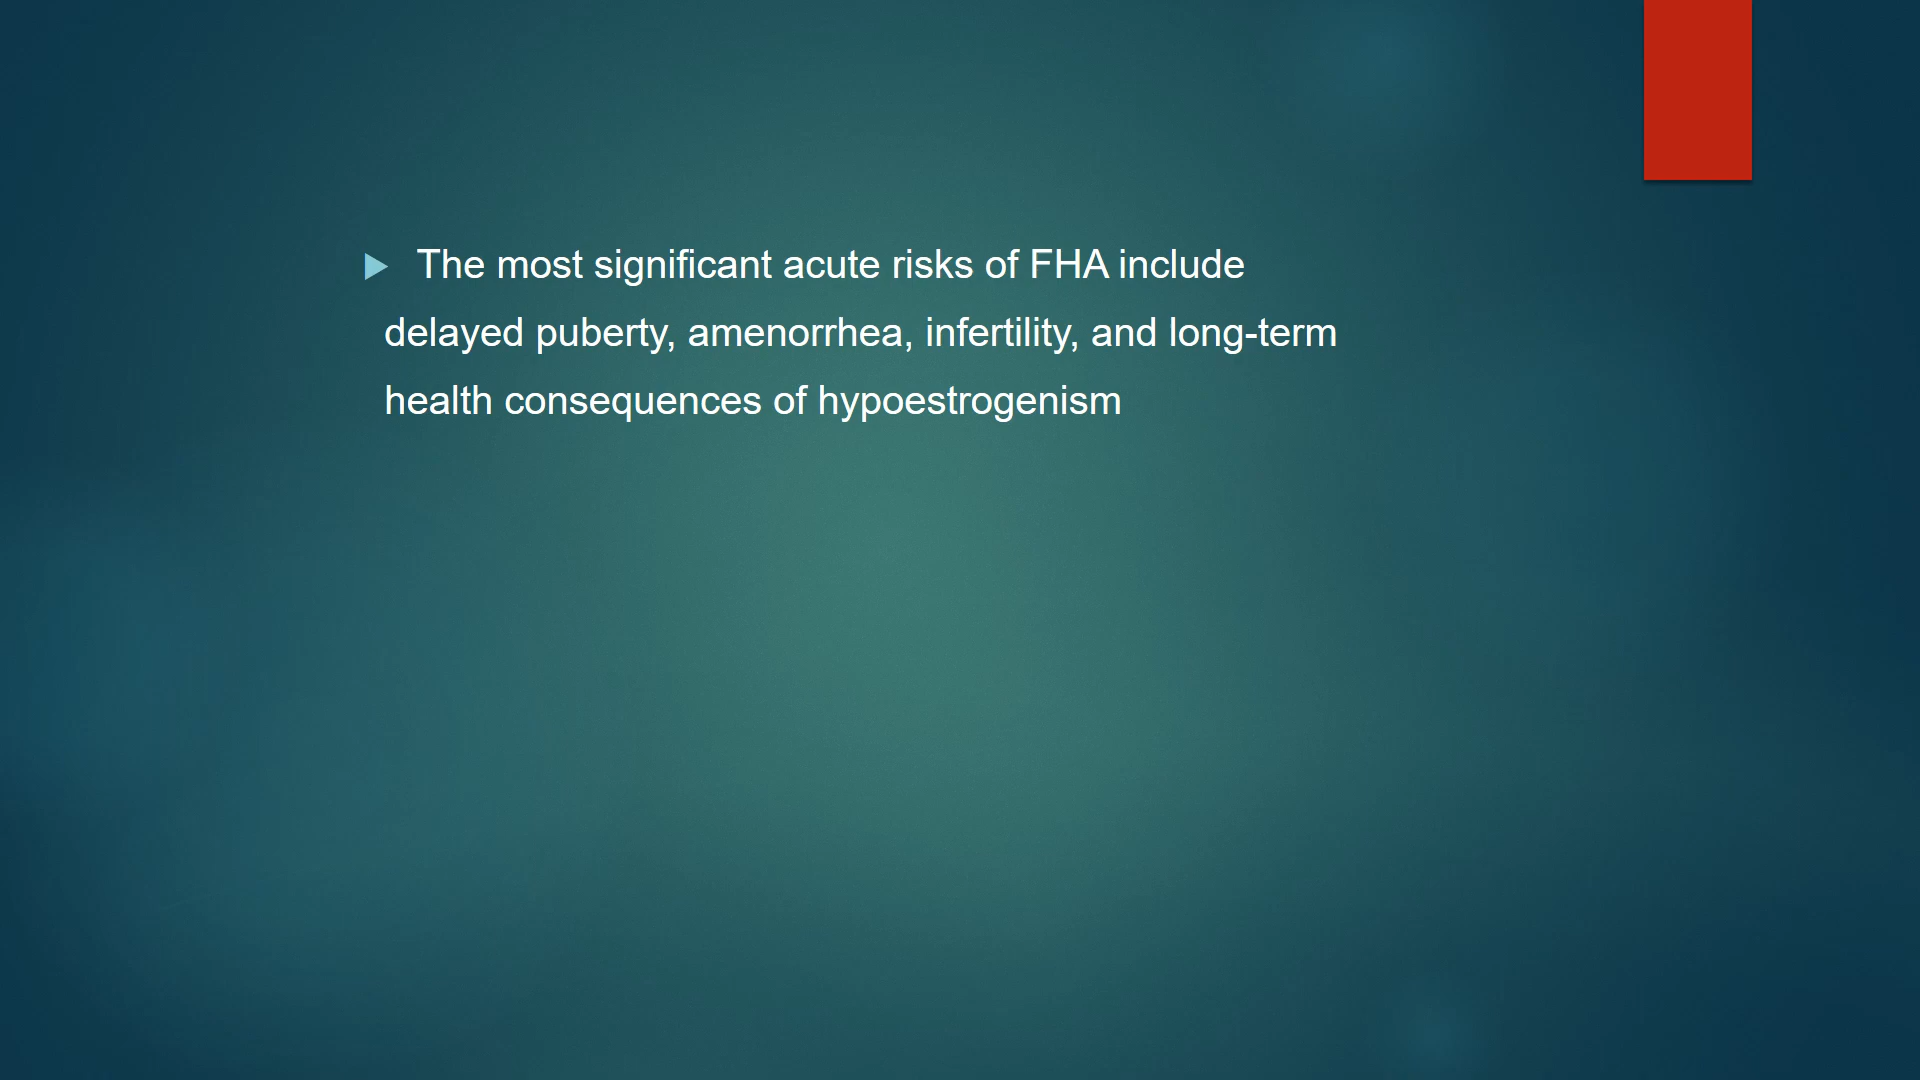 The most significant acute risks of FHA include
delayed puberty, amenorrhea, infertility, and long-term
health consequences of hypoestrogenism